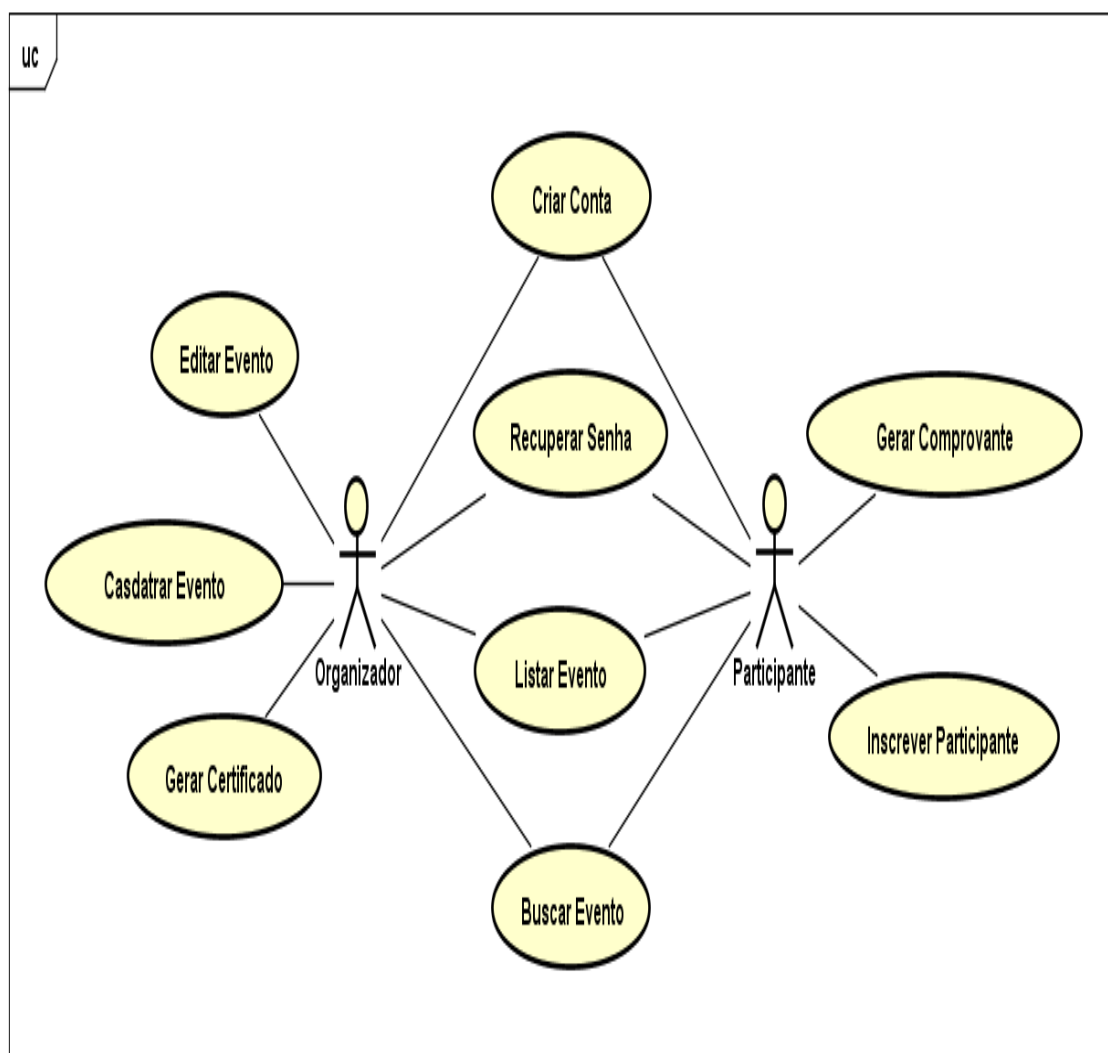 uc
Criar Conta
Editar Evento
Recuperar Senha
Gerar Comprovante
Casdatrar Evento
Organizador
Listar Evento
Participante
Inscrever Participante
Gerar Certificado
Buscar Evento